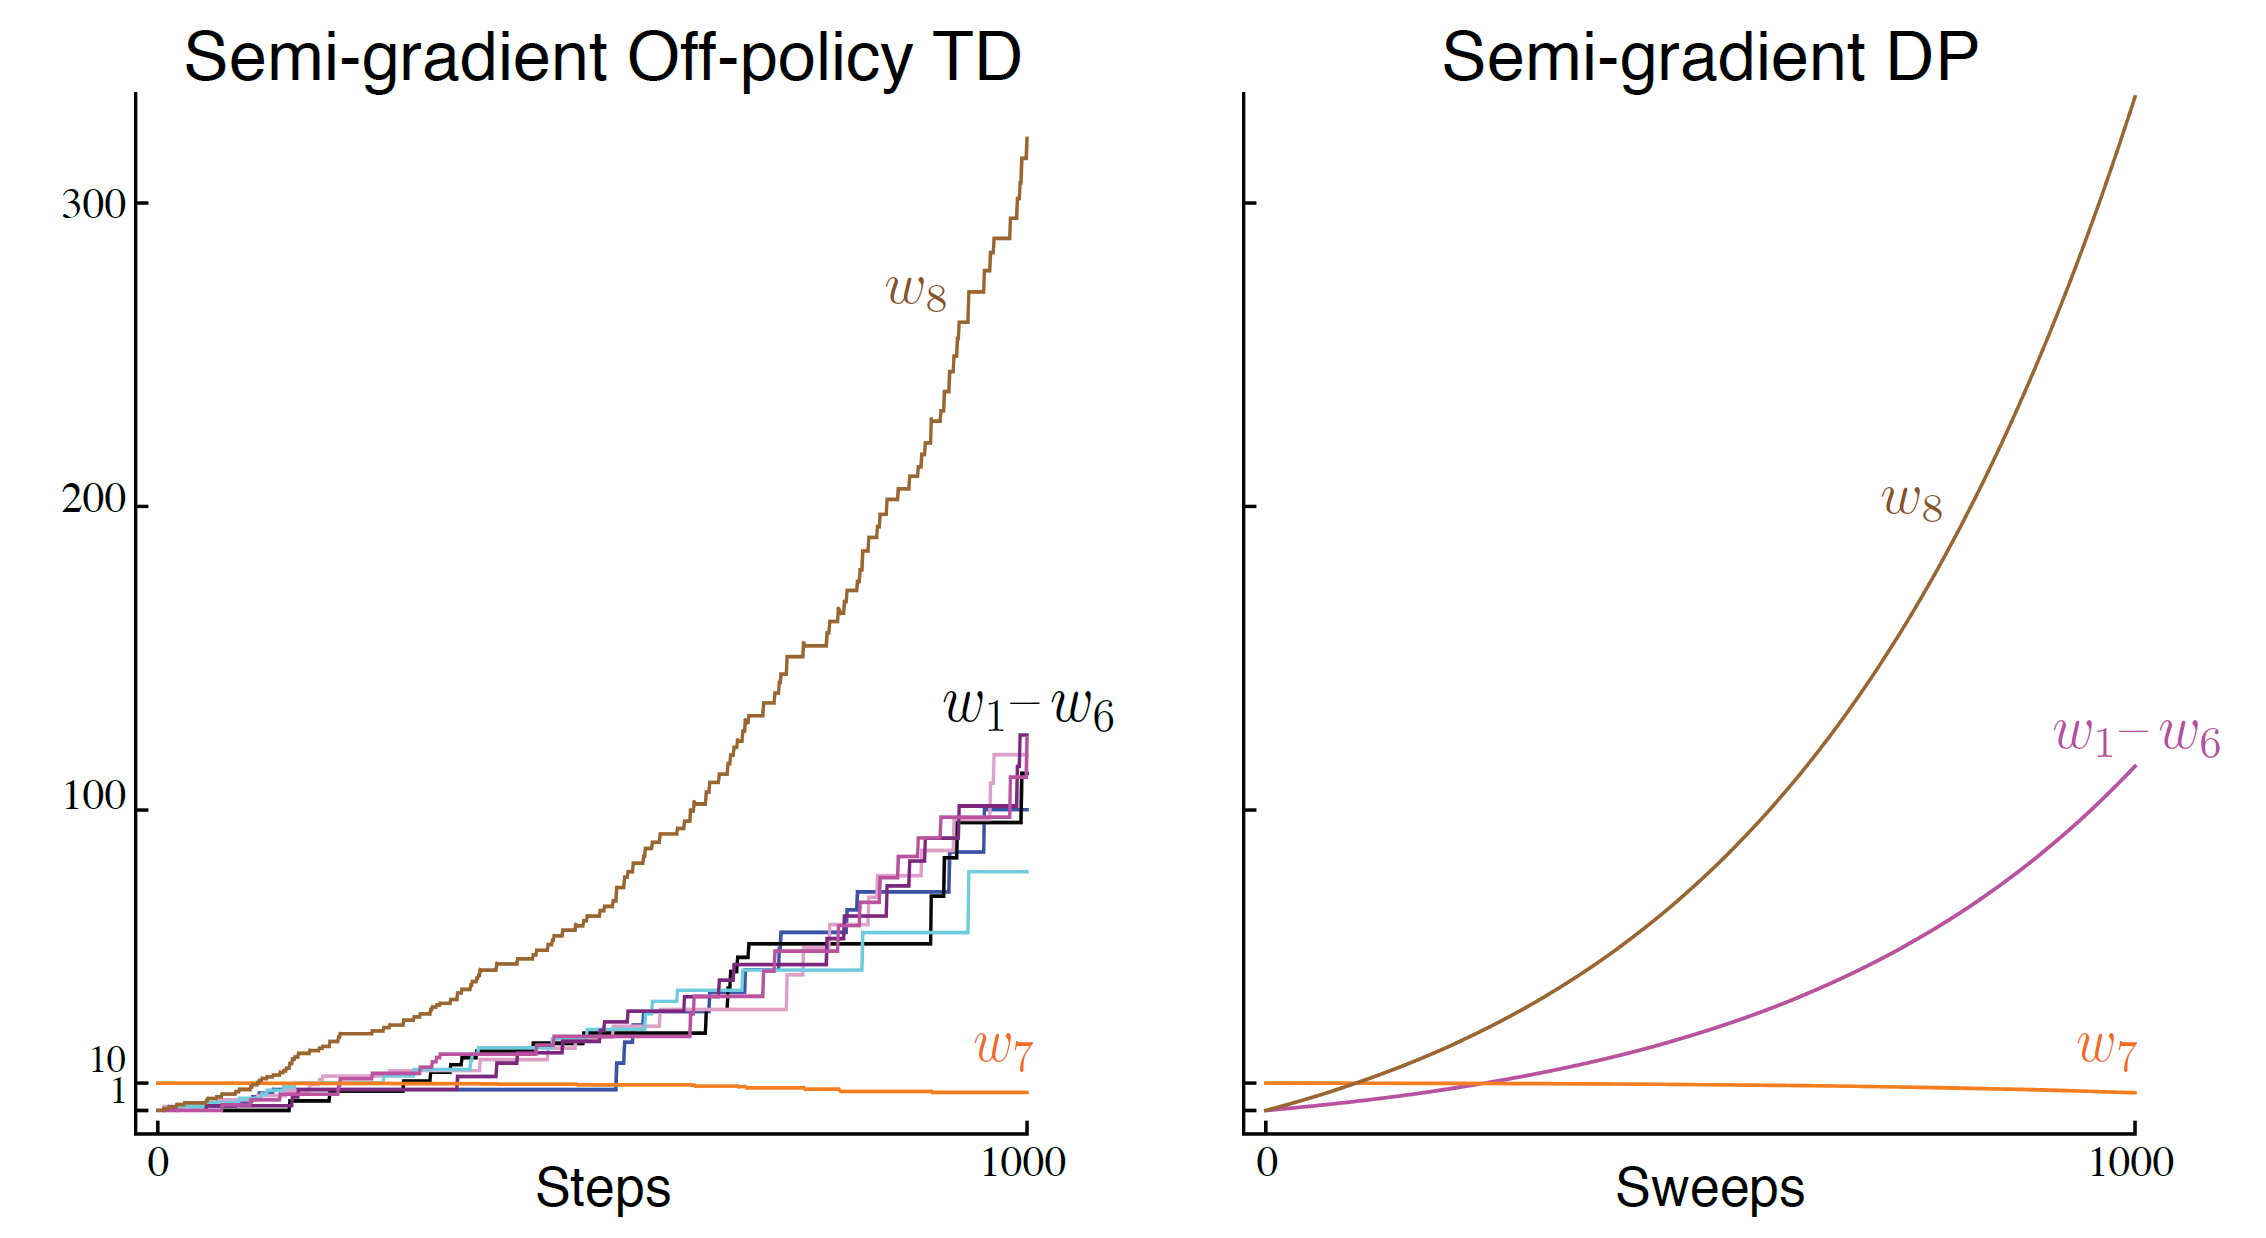 Semi-gradient Off-policy TD
300
200
100
10
1
w8
w1–w6
w7
0
1000
Steps
Semi-gradient DP
w8
w1–w6
w7
0
1000
Sweeps